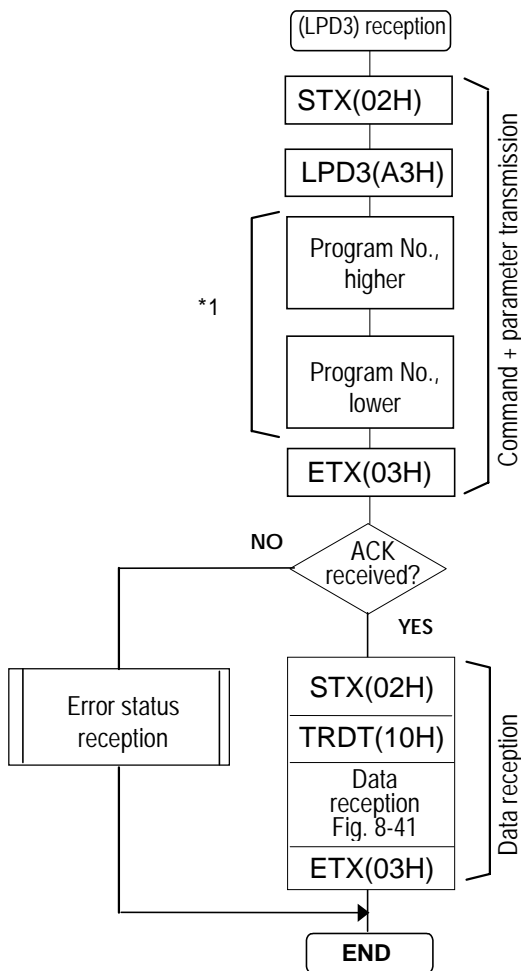 (LPD3) reception
STX(02H)
LPD3(A3H)
Program No.,
higher
*1
Program No.,
lower
ETX(03H)
Command + parameter transmission
ACK
received?
NO
YES
Error status
reception
STX(02H)
TRDT(10H)
Data
reception
Fig. 8-41
ETX(03H)
Data reception
END